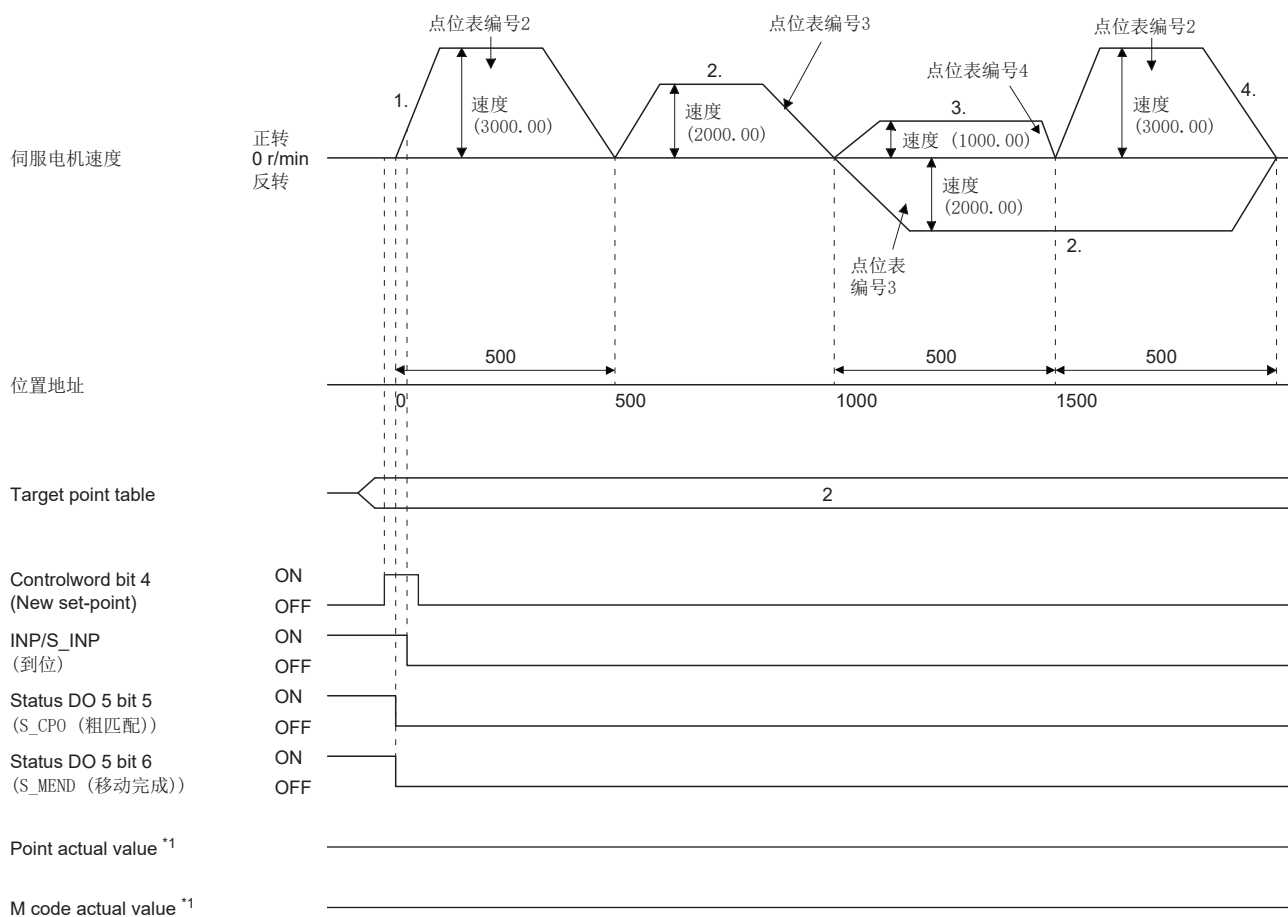 点位表编号2
点位表编号3
点位表编号2
点位表编号4
1.
2.
3.
4.
速度
(3000.00)
速度
(2000.00)
速度 (1000.00)
速度
(3000.00)
伺服电机速度
正转
0 r/min
反转
速度
(2000.00)
2.
点位表
编号3
500
500
500
位置地址
0
500
1000
1500
Target point table
2
Controlword bit 4
(New set-point)
ON
OFF
INP/S_INP
(到位)
ON
OFF
Status DO 5 bit 5
(S_CPO (粗匹配))
ON
OFF
Status DO 5 bit 6
(S_MEND (移动完成))
ON
OFF
Point actual value *1
M code actual value *1